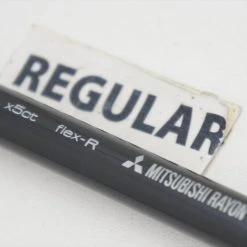 REGULAR
x5ct flex-R MITSUBISHI RAYON